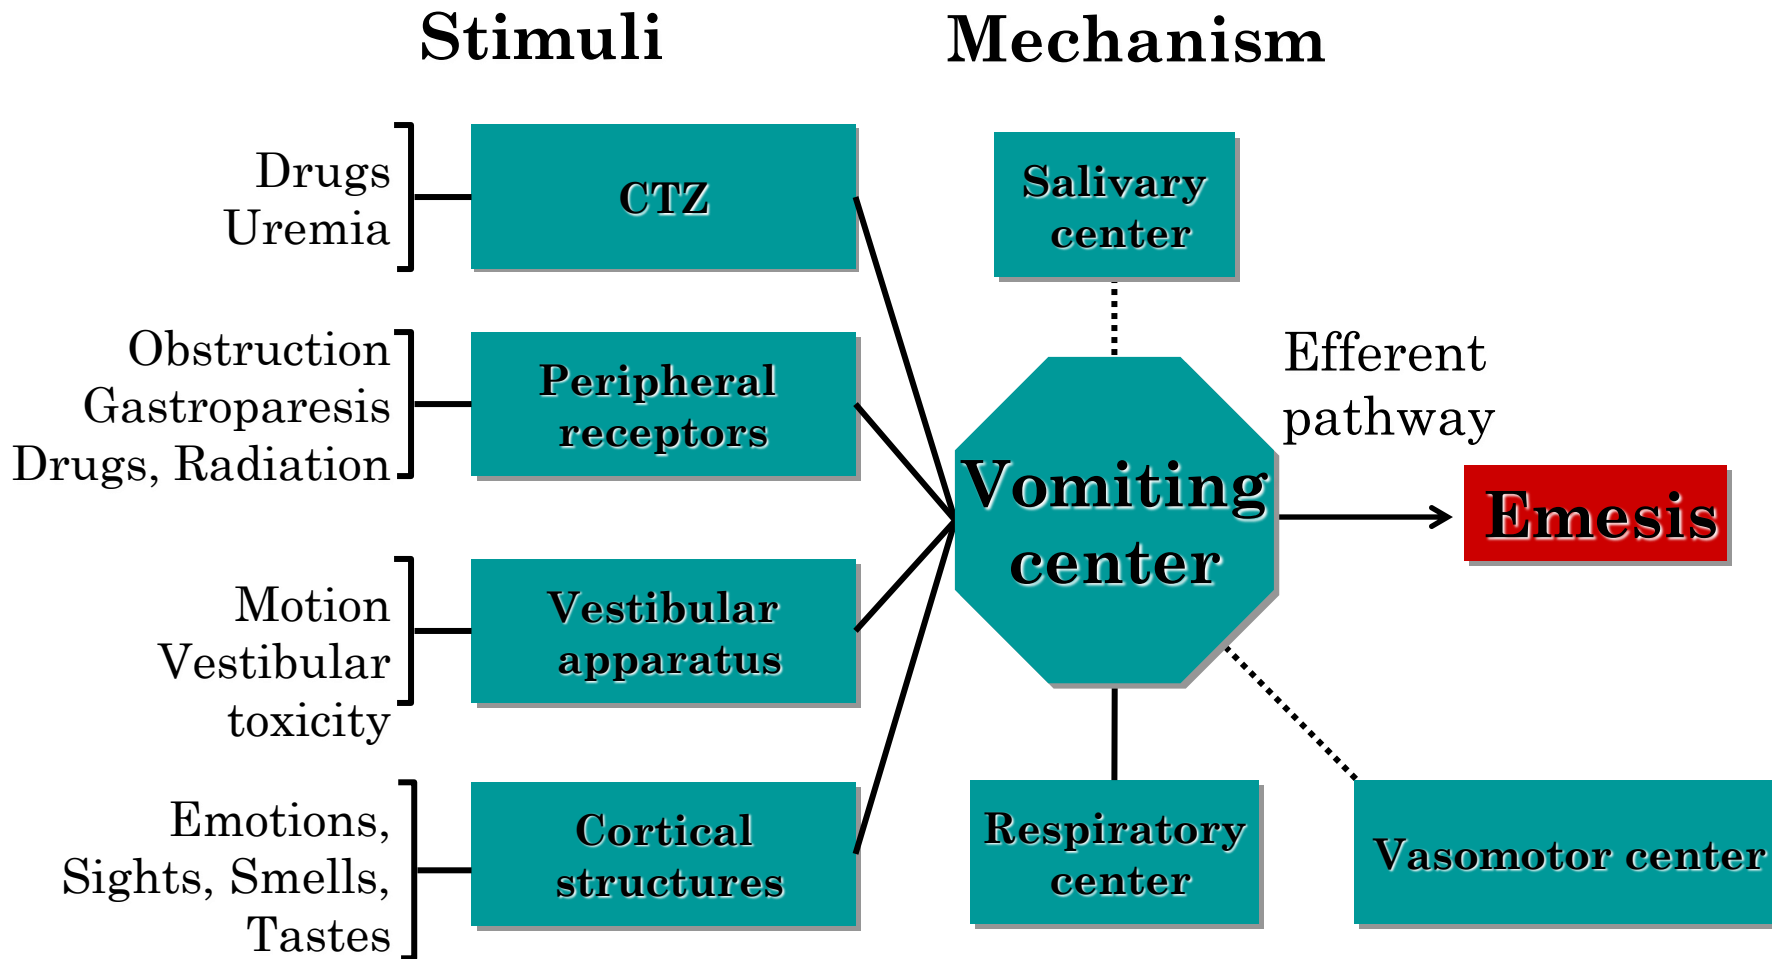 Stimuli
Mechanism
Drugs
Uremia
CTZ
Salivary
center
Obstruction
Gastroparesis
Drugs, Radiation
Peripheral
receptors
Efferent
pathway
Vomiting
center
Emesis
Motion
Vestibular
toxicity
Vestibular
apparatus
Emotions,
Sights, Smells,
Tastes
Cortical
structures
Respiratory
center
Vasomotor center